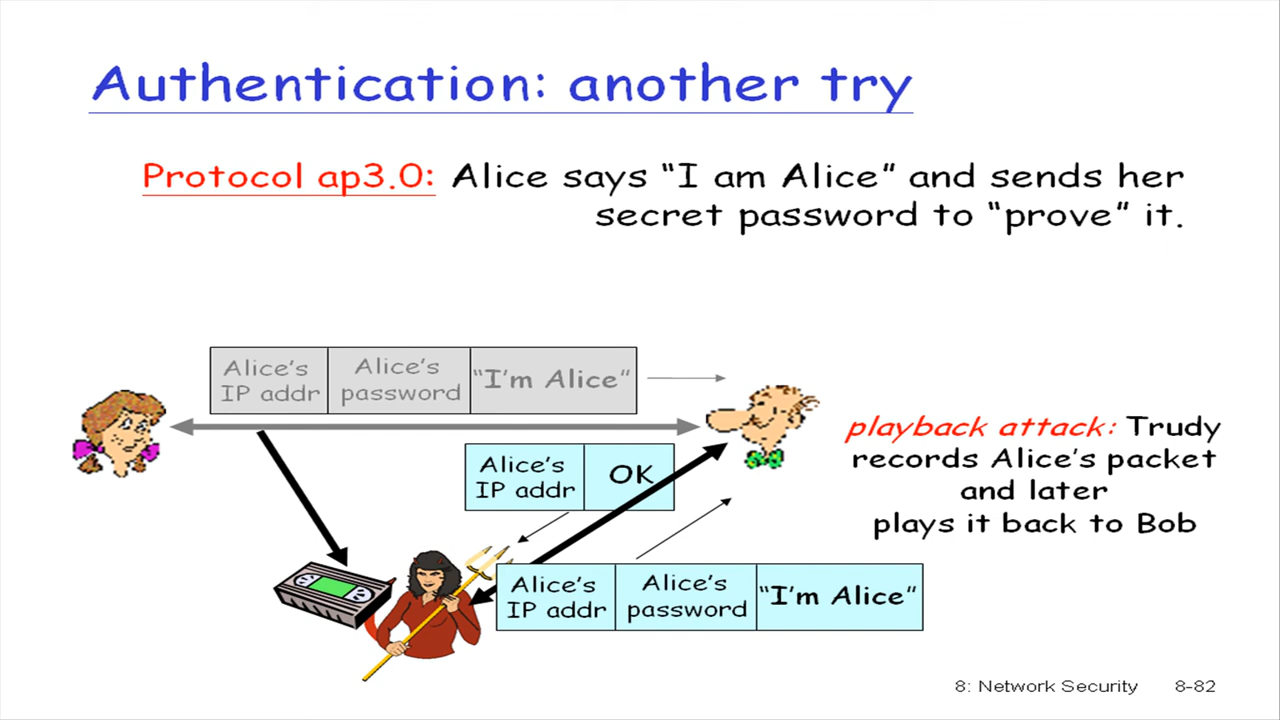 Authentication: another try
Protocol ap3.0: Alice says “I am Alice” and sends her
secret password to “prove” it.
Alice’s
IP addr
Alice’s
password
“I’m Alice”
playback attack: Trudy
records Alice’s packet
and later
plays it back to Bob
Alice’s
IP addr
OK
Alice’s
IP addr
Alice’s
password
“I’m Alice”
8: Network Security 8-82